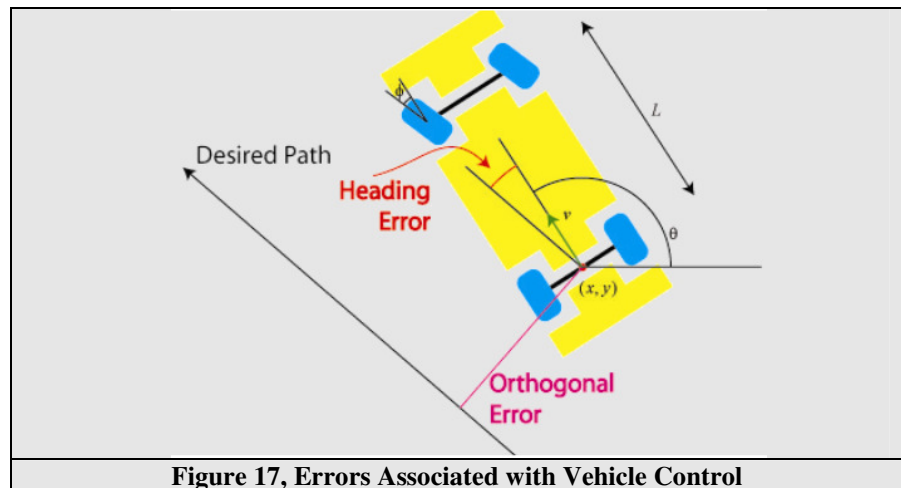 ϕ
L
Desired Path
Heading
Error
v
θ
(x, y)
Orthogonal
Error
Figure 17, Errors Associated with Vehicle Control